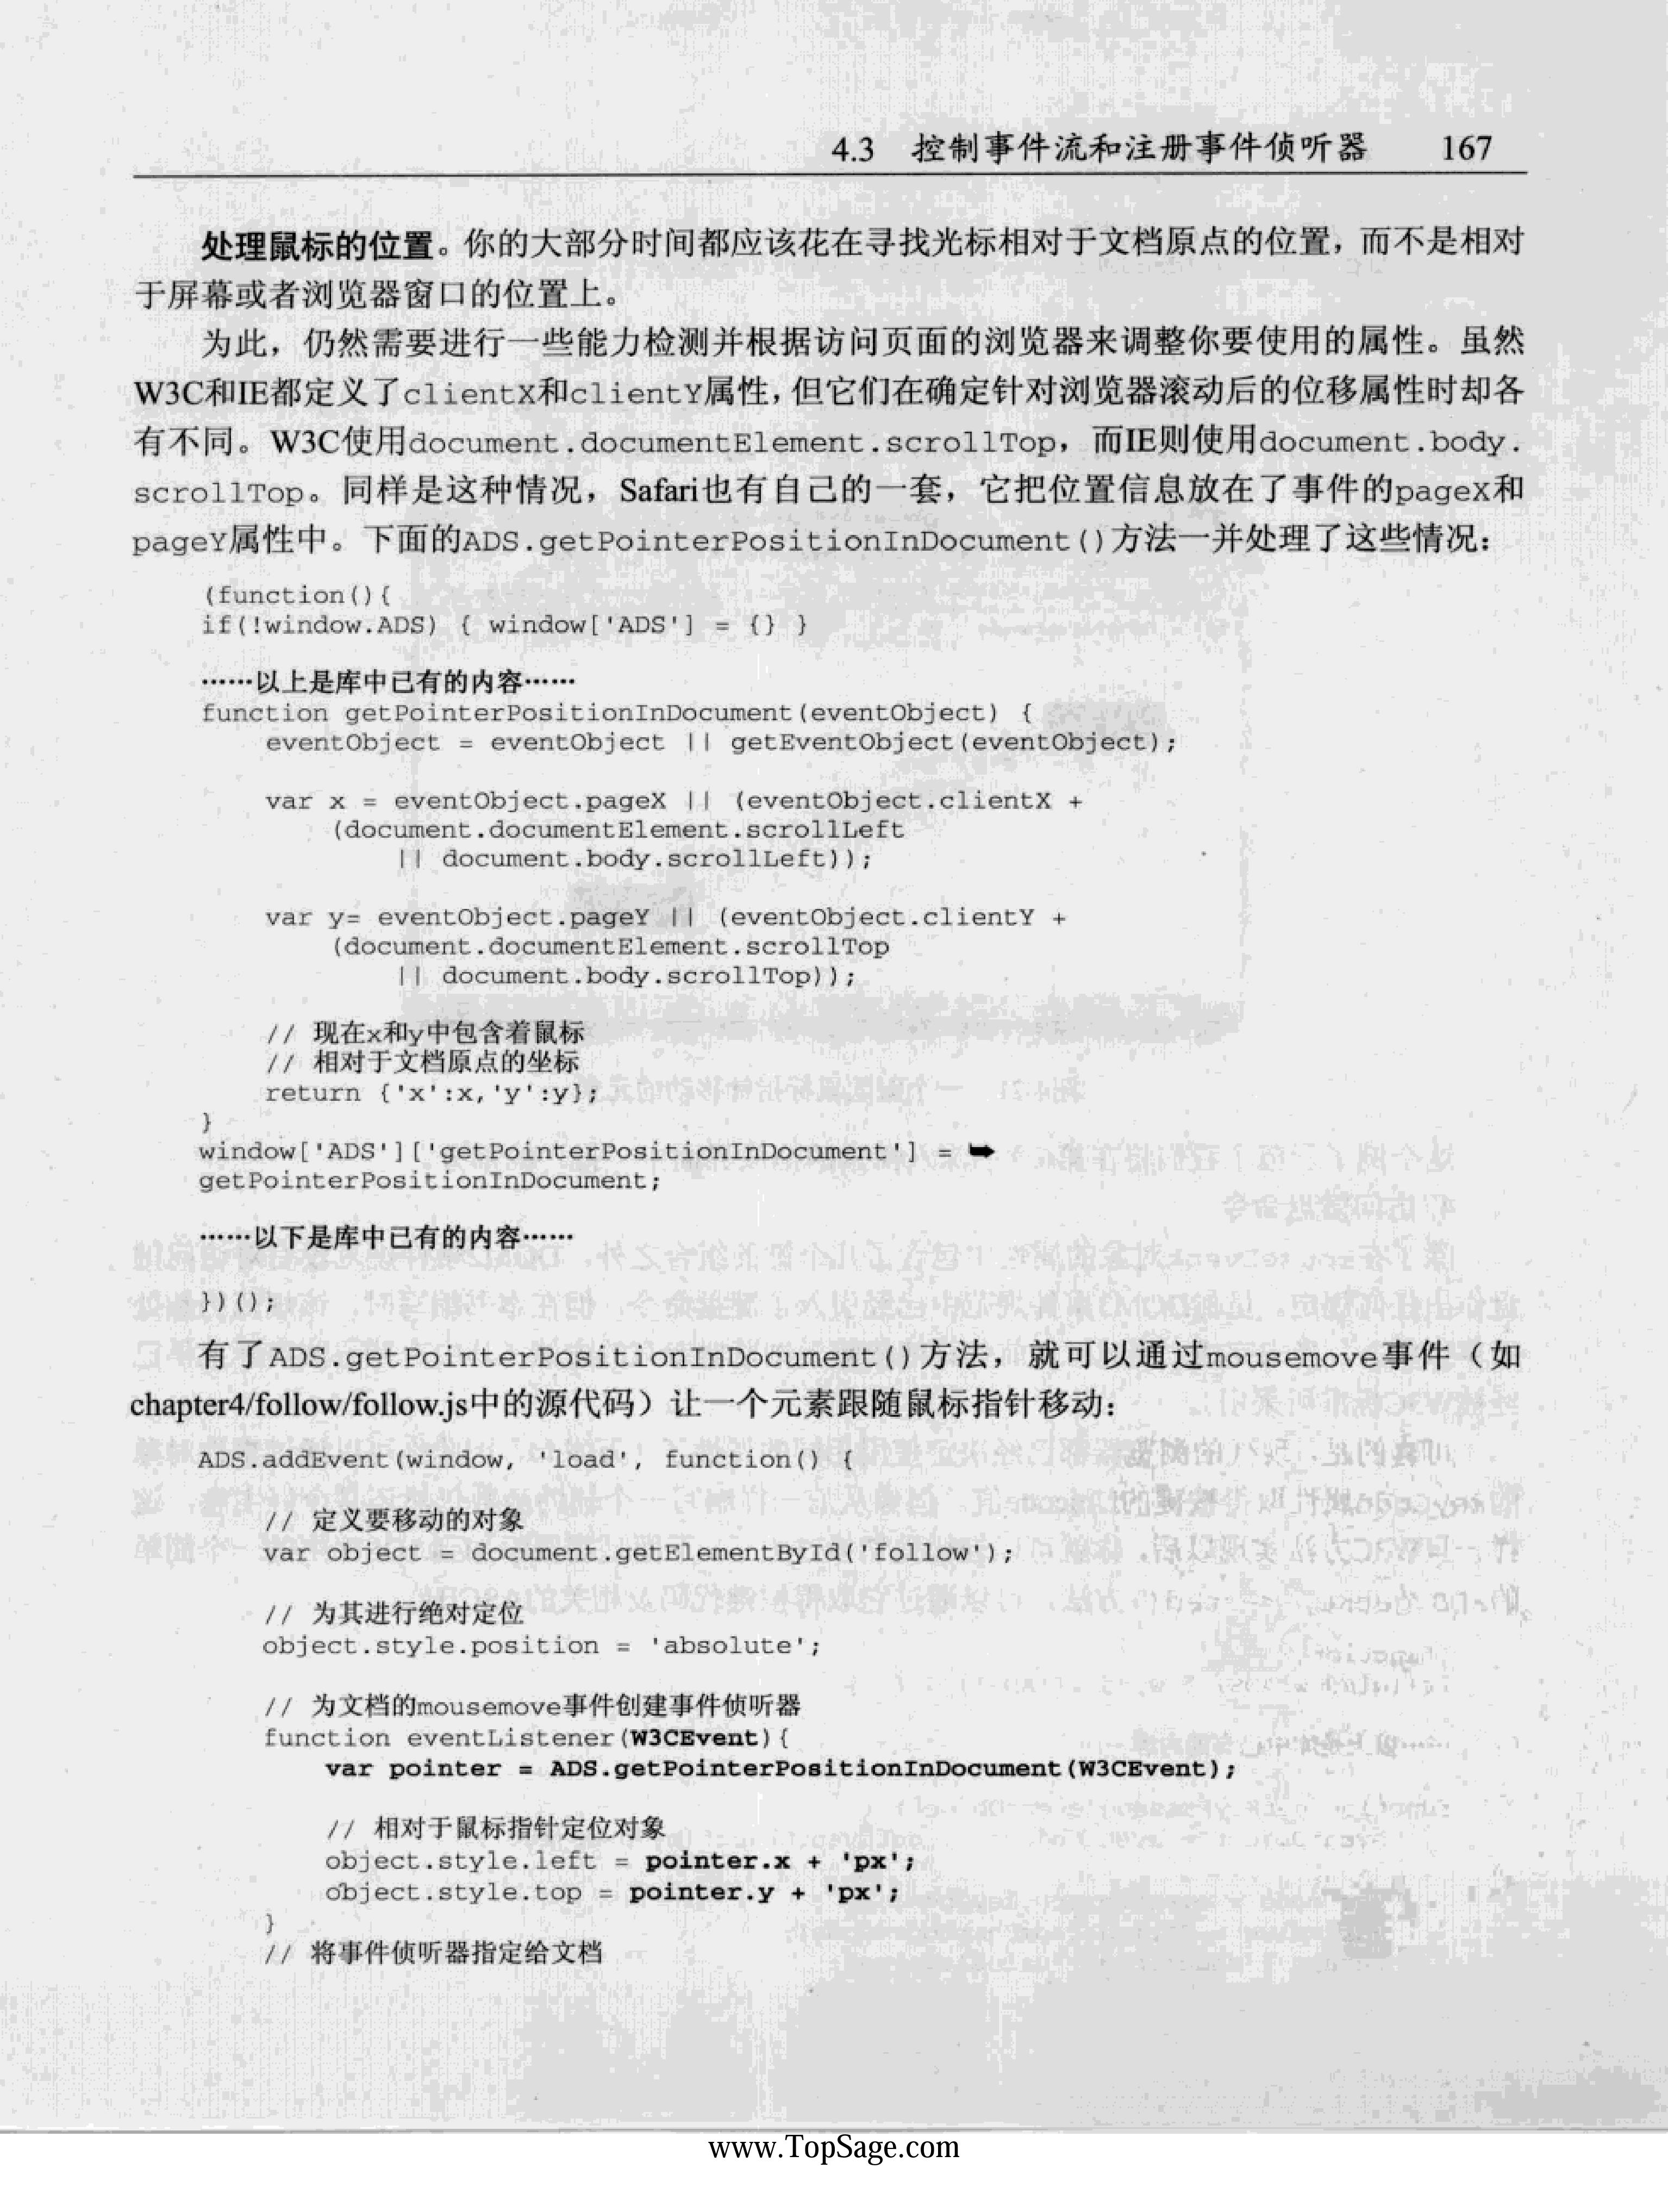 4.3 控制事件流和注册事件侦听器 167
处理鼠标的位置。你的大部分时间都应该花在寻找光标相对于文档原点的位置，而不是相对
于屏幕或者浏览器窗口的位置上。
为此，仍然需要进行一些能力检测并根据访问页面的浏览器来调整你要使用的属性。虽然
W3C和IE都定义了clientX和clientY属性，但它们在确定针对浏览器滚动后的位移属性时却各
有不同。W3C使用document.documentElement.scrollTop，而IE则使用document.body.
scrollTop。同样是这种情况，Safari也有自己的一套，它把位置信息放在了事件的pageX和
pageY属性中。下面的ADS.getPointerPositionInDocument()方法一并处理了这些情况：
(function(){
if(!window.ADS) { window['ADS'] = {} }
……以上是库中已有的内容……
function getPointerPositionInDocument(eventObject) {
    eventObject = eventObject || getEventObject(eventObject);
    var x = eventObject.pageX || (eventObject.clientX +
        (document.documentElement.scrollLeft
            || document.body.scrollLeft));
    var y= eventObject.pageY || (eventObject.clientY +
        (document.documentElement.scrollTop
            || document.body.scrollTop));
    // 现在x和y中包含着鼠标
    // 相对于文档原点的坐标
    return {'x':x,'y':y};
}
window['ADS']['getPointerPositionInDocument'] = ➥
getPointerPositionInDocument;
……以下是库中已有的内容……
})();
有了ADS.getPointerPositionInDocument()方法，就可以通过mousemove事件（如
chapter4/follow/follow.js中的源代码）让一个元素跟随鼠标指针移动：
ADS.addEvent(window, 'load', function() {
    // 定义要移动的对象
    var object = document.getElementById('follow');
    // 为其进行绝对定位
    object.style.position = 'absolute';
    // 为文档的mousemove事件创建事件侦听器
    function eventListener(W3CEvent){
        var pointer = ADS.getPointerPositionInDocument(W3CEvent);
        // 相对于鼠标指针定位对象
        object.style.left = pointer.x + 'px';
        object.style.top = pointer.y + 'px';
    }
    // 将事件侦听器指定给文档
www.TopSage.com